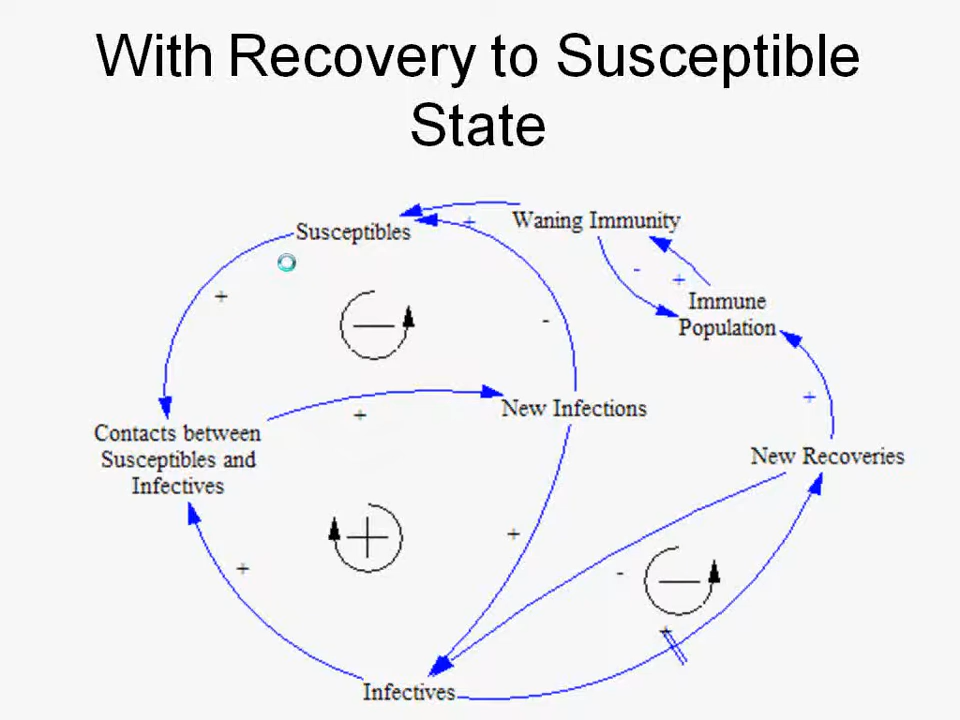 With Recovery to Susceptible
State
Waning Immunity
Susceptibles
+
-
+
+
Immune
Population
-
+
+
New Infections
New Recoveries
Contacts between
Susceptibles and
Infectives
+
+
-
+
Infectives